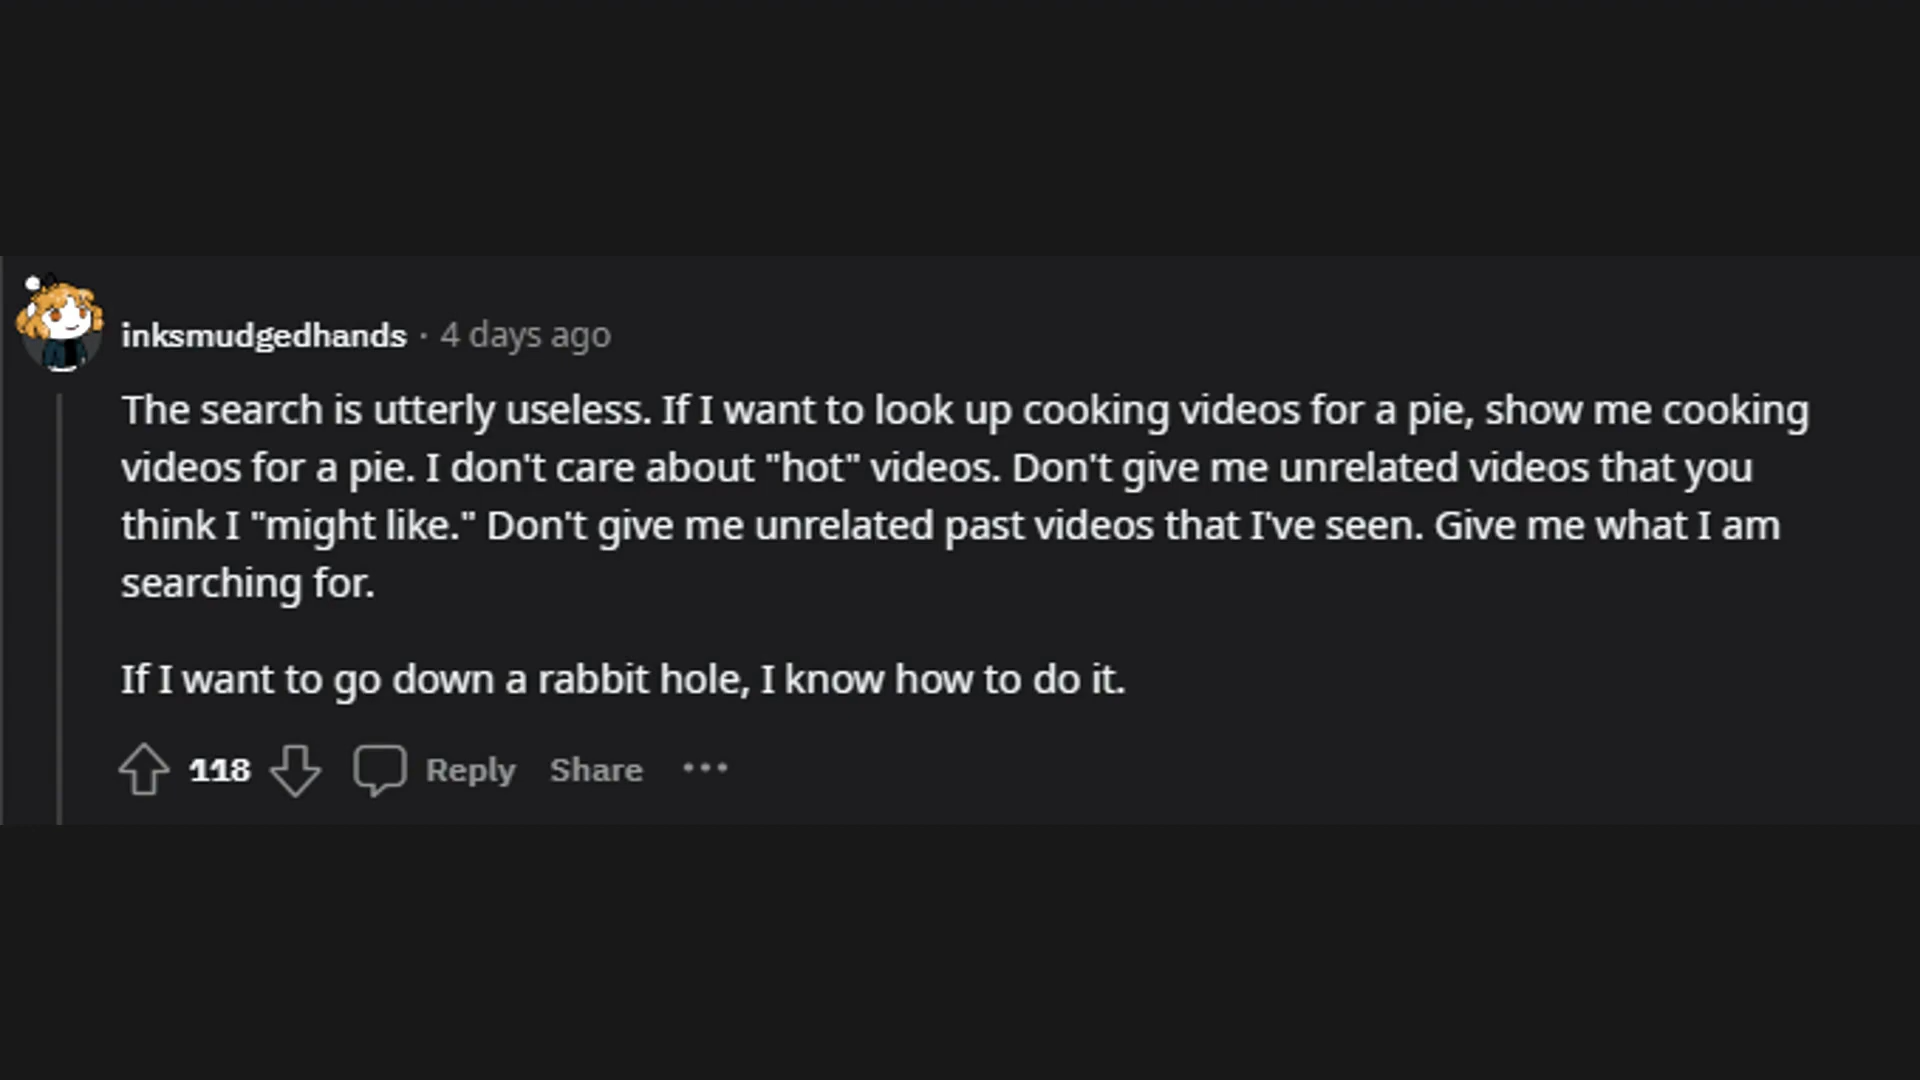 inksmudgedhands · 4 days ago
The search is utterly useless. If I want to look up cooking videos for a pie, show me cooking
videos for a pie. I don't care about "hot" videos. Don't give me unrelated videos that you
think I "might like." Don't give me unrelated past videos that I've seen. Give me what I am
searching for.
If I want to go down a rabbit hole, I know how to do it.
118 Reply Share ···